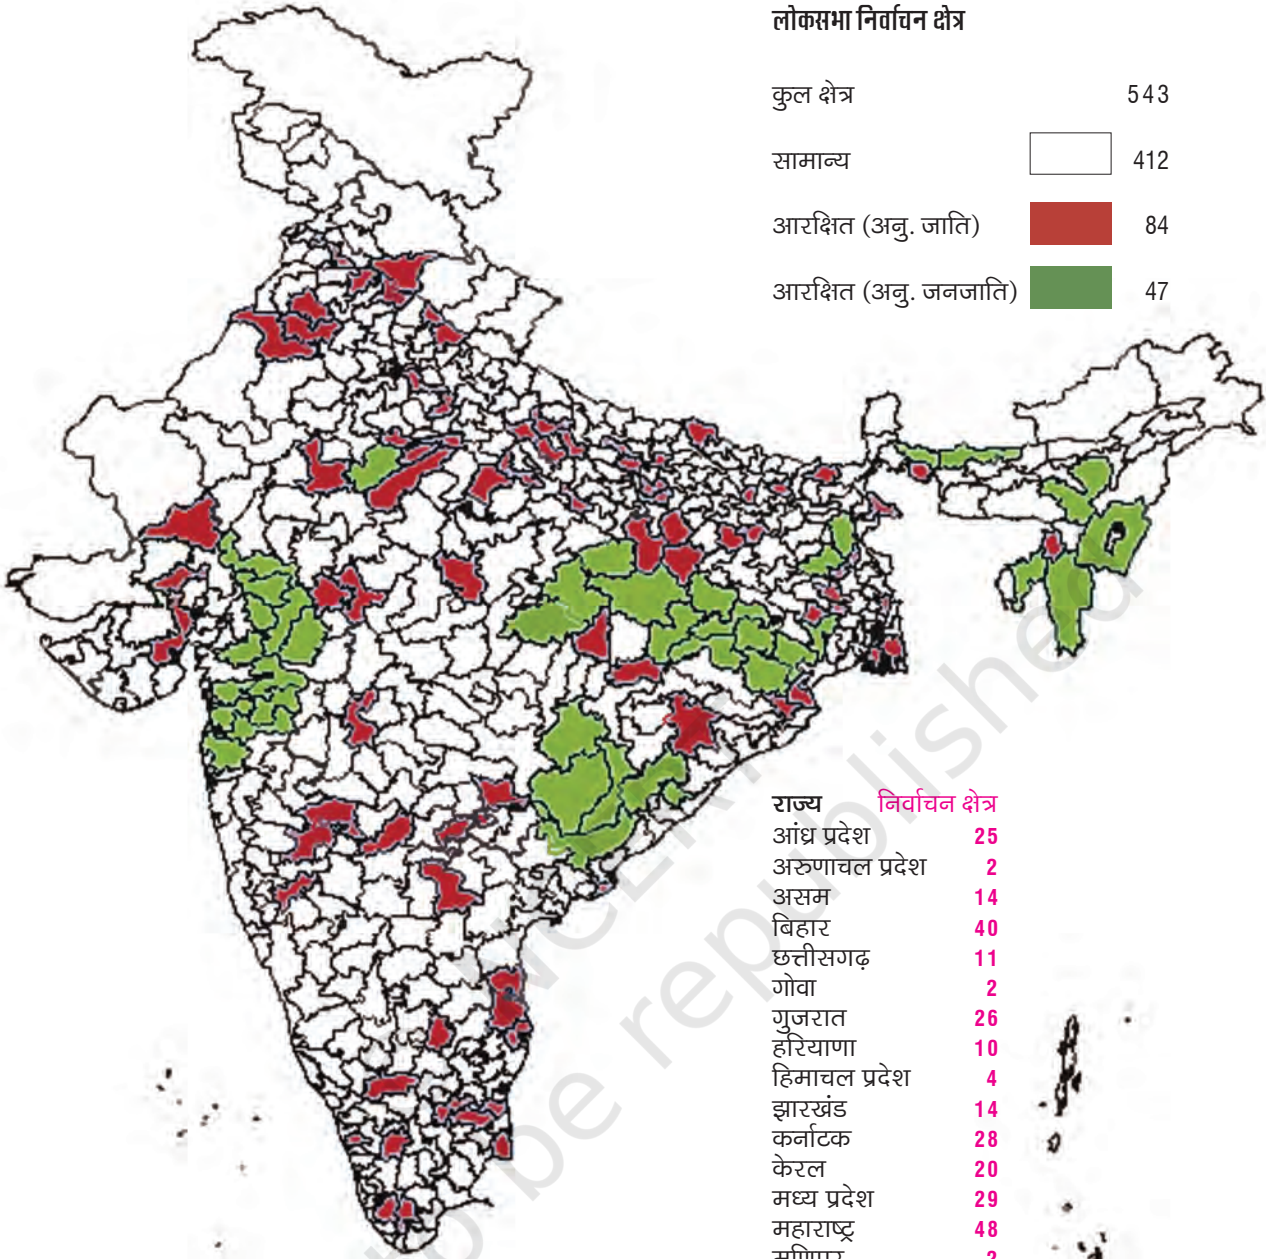 लोकसभा निर्वाचन क्षेत्र
कुल क्षेत्र 543
सामान्य 412
आरक्षित (अनु. जाति) 84
आरक्षित (अनु. जनजाति) 47
राज्य निर्वाचन क्षेत्र
आंध्र प्रदेश 25
अरुणाचल प्रदेश 2
असम 14
बिहार 40
छत्तीसगढ़ 11
गोवा 2
गुजरात 26
हरियाणा 10
हिमाचल प्रदेश 4
झारखंड 14
कर्नाटक 28
केरल 20
मध्य प्रदेश 29
महाराष्ट्र 48
be republished